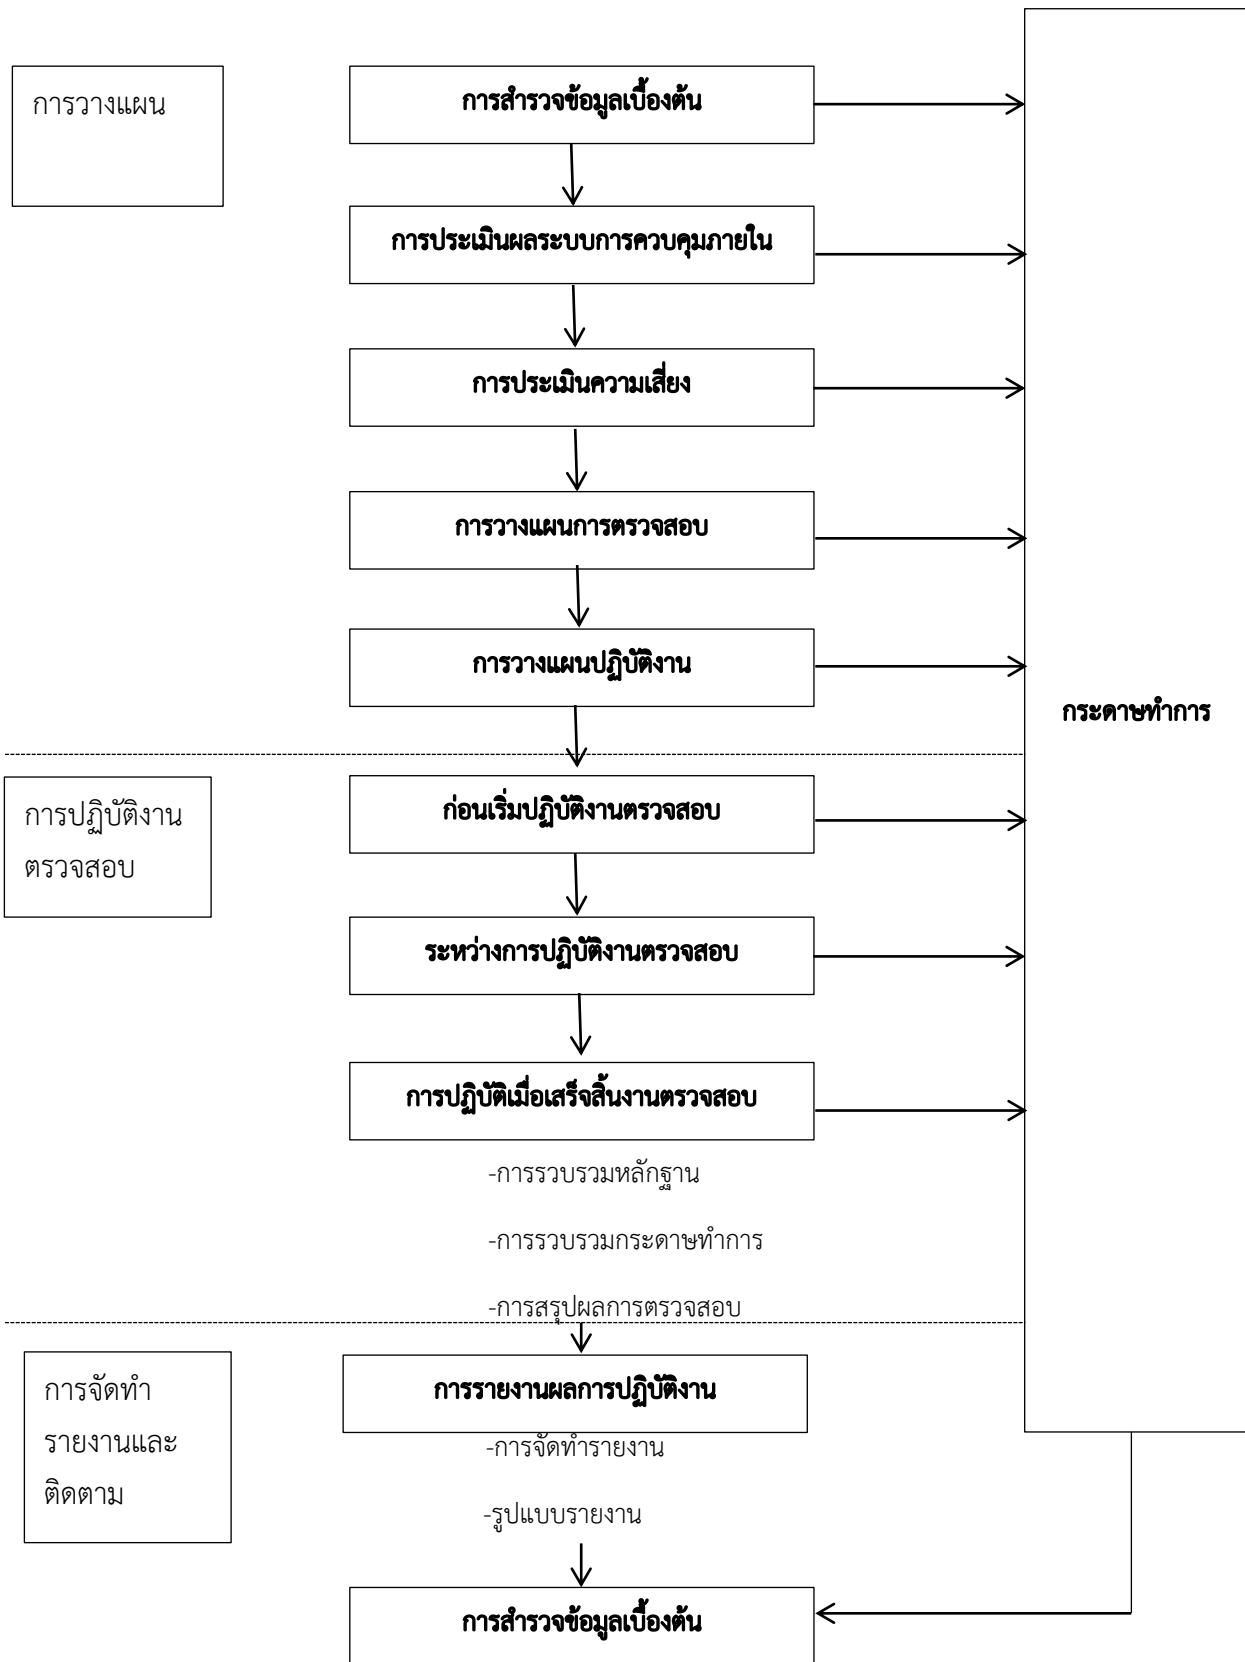 การวางแผน
การสำรวจข้อมูลเบื้องต้น
การประเมินผลระบบการควบคุมภายใน
การประเมินความเสี่ยง
การวางแผนการตรวจสอบ
การวางแผนปฏิบัติงาน
กระดาษทำการ
การปฏิบัติงาน
ตรวจสอบ
ก่อนเริ่มปฏิบัติงานตรวจสอบ
ระหว่างการปฏิบัติงานตรวจสอบ
การปฏิบัติเมื่อเสร็จสิ้นงานตรวจสอบ
-การรวบรวมหลักฐาน
-การรวบรวมกระดาษทำการ
-การสรุปผลการตรวจสอบ
การจัดทำ
รายงานและ
ติดตาม
การรายงานผลการปฏิบัติงาน
-การจัดทำรายงาน
-รูปแบบรายงาน
การสำรวจข้อมูลเบื้องต้น